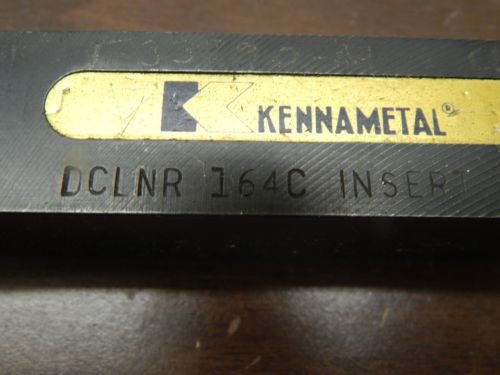 KENNAMETAL®
DCLNR 164C INSERT